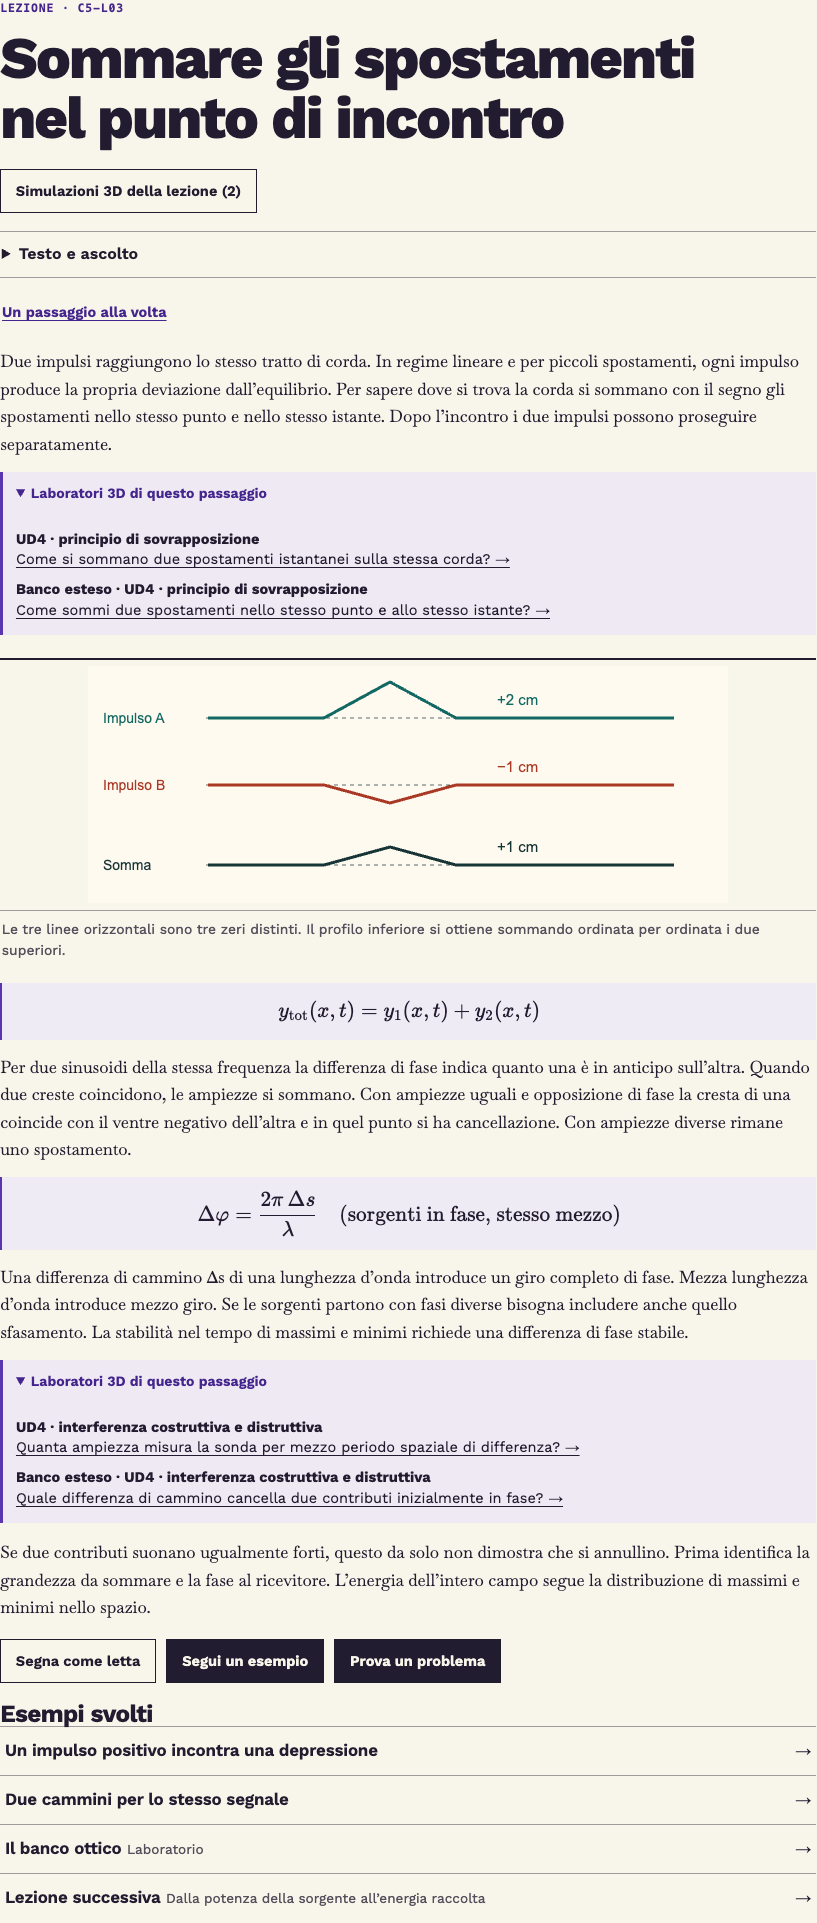 LEZIONE · C5-L03
Sommare gli spostamenti
nel punto di incontro
Simulazioni 3D della lezione (2)
▶ Testo e ascolto
Un passaggio alla volta
Due impulsi raggiungono lo stesso tratto di corda. In regime lineare e per piccoli spostamenti, ogni impulso
produce la propria deviazione dall’equilibrio. Per sapere dove si trova la corda si sommano con il segno gli
spostamenti nello stesso punto e nello stesso istante. Dopo l’incontro i due impulsi possono proseguire
separatamente.
▼ Laboratori 3D di questo passaggio
UD4 · principio di sovrapposizione
Come si sommano due spostamenti istantanei sulla stessa corda? →
Banco esteso · UD4 · principio di sovrapposizione
Come sommi due spostamenti nello stesso punto e allo stesso istante? →
+2 cm
Impulso A
−1 cm
Impulso B
+1 cm
Somma
Le tre linee orizzontali sono tre zeri distinti. Il profilo inferiore si ottiene sommando ordinata per ordinata i due
superiori.
y_tot(x, t) = y_1(x, t) + y_2(x, t)
Per due sinusoidi della stessa frequenza la differenza di fase indica quanto una è in anticipo sull’altra. Quando
due creste coincidono, le ampiezze si sommano. Con ampiezze uguali e opposizione di fase la cresta di una
coincide con il ventre negativo dell’altra e in quel punto si ha cancellazione. Con ampiezze diverse rimane
uno spostamento.
Δφ = 2π Δs / λ (sorgenti in fase, stesso mezzo)
Una differenza di cammino Δs di una lunghezza d’onda introduce un giro completo di fase. Mezza lunghezza
d’onda introduce mezzo giro. Se le sorgenti partono con fasi diverse bisogna includere anche quello
sfasamento. La stabilità nel tempo di massimi e minimi richiede una differenza di fase stabile.
▼ Laboratori 3D di questo passaggio
UD4 · interferenza costruttiva e distruttiva
Quanta ampiezza misura la sonda per mezzo periodo spaziale di differenza? →
Banco esteso · UD4 · interferenza costruttiva e distruttiva
Quale differenza di cammino cancella due contributi inizialmente in fase? →
Se due contributi suonano ugualmente forti, questo da solo non dimostra che si annullino. Prima identifica la
grandezza da sommare e la fase al ricevitore. L’energia dell’intero campo segue la distribuzione di massimi e
minimi nello spazio.
Segna come letta Segui un esempio Prova un problema
Esempi svolti
Un impulso positivo incontra una depressione →
Due cammini per lo stesso segnale →
Il banco ottico Laboratorio →
Lezione successiva Dalla potenza della sorgente all’energia raccolta →